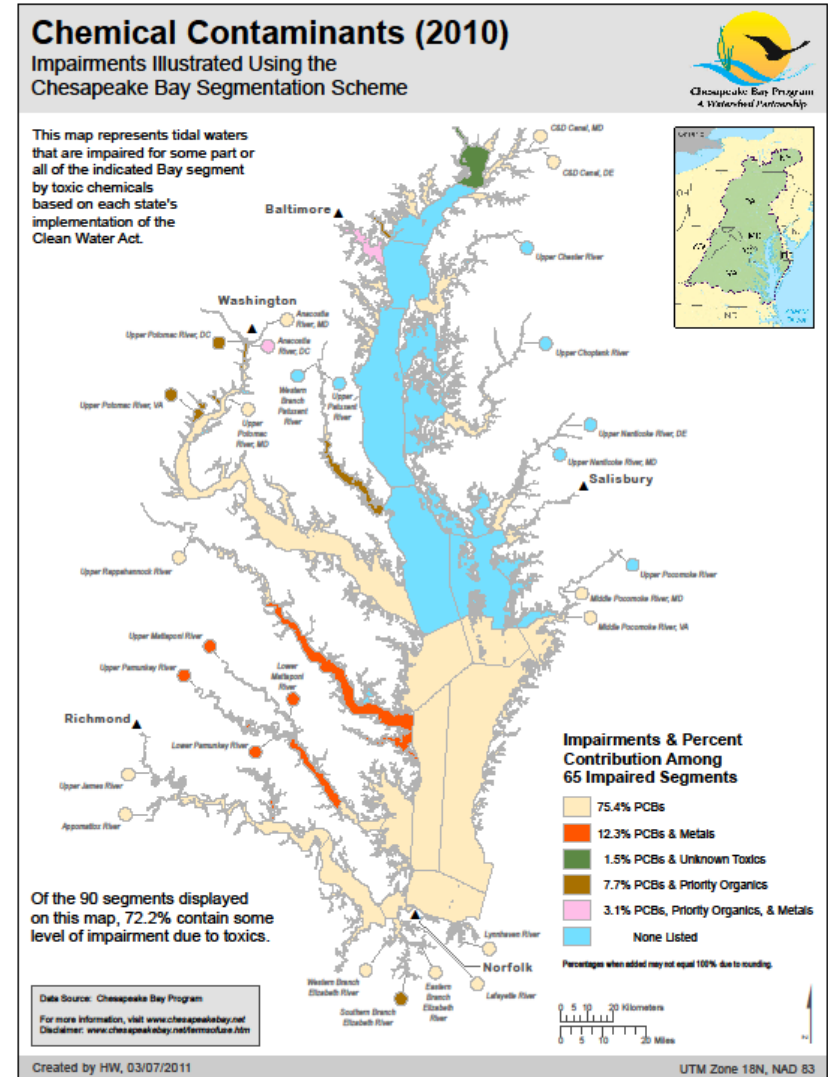 Chemical Contaminants (2010)
Impairments Illustrated Using the
Chesapeake Bay Segmentation Scheme
Chesapeake Bay Program
A Watershed Partnership
This map represents tidal waters
that are impaired for some part or
all of the indicated Bay segment
by toxic chemicals
based on each state's
implementation of the
Clean Water Act.
C&D Canal, MD
C&D Canal, DE
Baltimore
Upper Chester River
Washington
Anacostia
River, MD
Upper Potomac River, DC
Anacostia
River, DC
Upper Choptank River
Western
Branch
Patuxent
River
Upper
Patuxent
River
Upper Potomac River, VA
Upper
Potomac
River, MD
Upper Nanticoke River, DE
Upper Nanticoke River, MD
Salisbury
Upper Rappahannock River
Upper Pocomoke River
Middle Pocomoke River, MD
Middle Pocomoke River, VA
Upper Mattaponi River
Upper Pamunkey River
Lower
Mattaponi
River
Richmond
Lower Pamunkey River
Upper James River
Appomattox River
Impairments & Percent
Contribution Among
65 Impaired Segments
75.4% PCBs
12.3% PCBs & Metals
1.5% PCBs & Unknown Toxics
7.7% PCBs & Priority Organics
3.1% PCBs, Priority Organics, & Metals
None Listed
Percentages when added may not equal 100% due to rounding.
Of the 90 segments displayed
on this map, 72.2% contain some
level of impairment due to toxics.
Lynnhaven River
Norfolk
Lafayette River
Western Branch
Elizabeth River
Southern Branch
Elizabeth River
Eastern
Branch
Elizabeth
River
Data Source: Chesapeake Bay Program
For more information, visit www.chesapeakebay.net
Disclaimer: www.chesapeakebay.net/termsofuse.htm
0 5 10 20 Kilometers
0 5 10 20 Miles
N
Created by HW, 03/07/2011
UTM Zone 18N, NAD 83